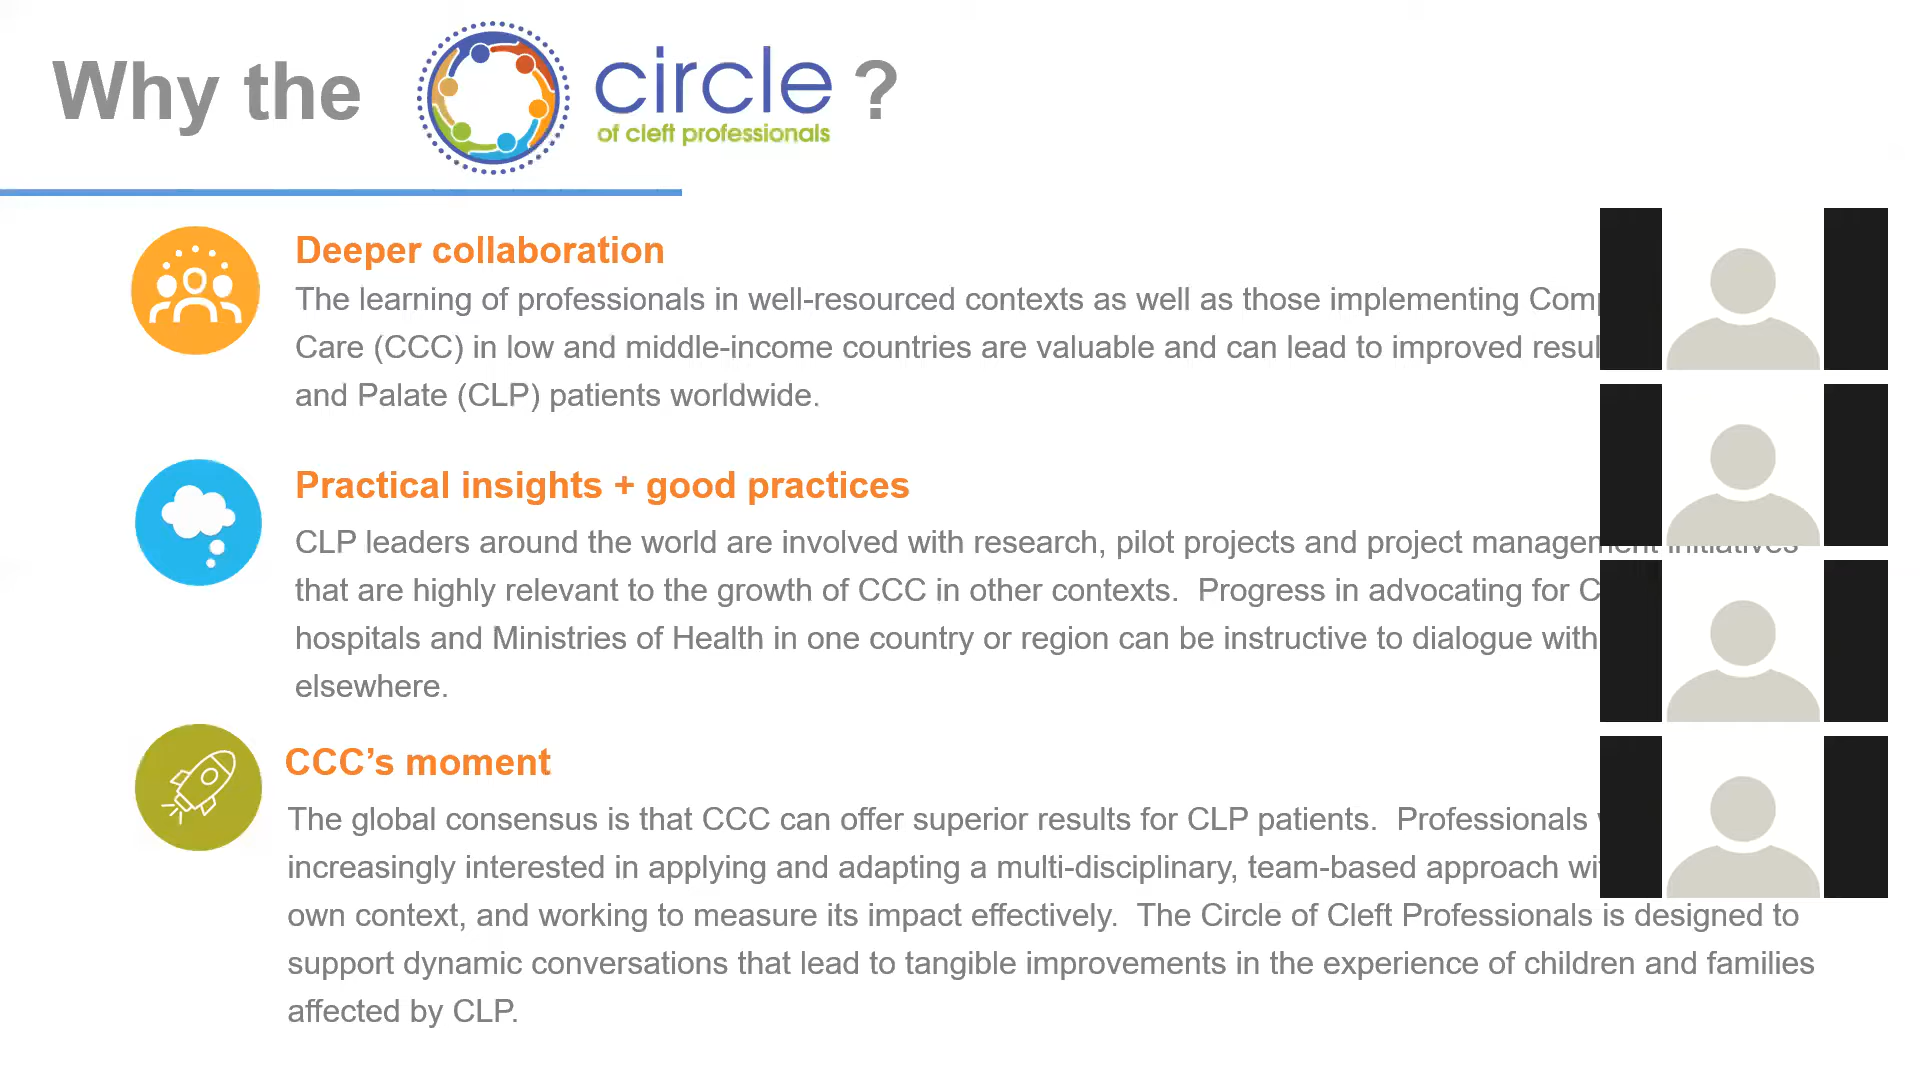 Why the circle ?
of cleft professionals
Deeper collaboration
The learning of professionals in well-resourced contexts as well as those implementing
Care (CCC) in low and middle-income countries are valuable and can lead to improved
and Palate (CLP) patients worldwide.
Practical insights + good practices
CLP leaders around the world are involved with research, pilot projects and project management initiatives
that are highly relevant to the growth of CCC in other contexts. Progress in advocating for
hospitals and Ministries of Health in one country or region can be instructive to dialogue with
elsewhere.
CCC’s moment
The global consensus is that CCC can offer superior results for CLP patients. Professionals
increasingly interested in applying and adapting a multi-disciplinary, team-based approach
own context, and working to measure its impact effectively. The Circle of Cleft Professionals is designed to
support dynamic conversations that lead to tangible improvements in the experience of children and families
affected by CLP.